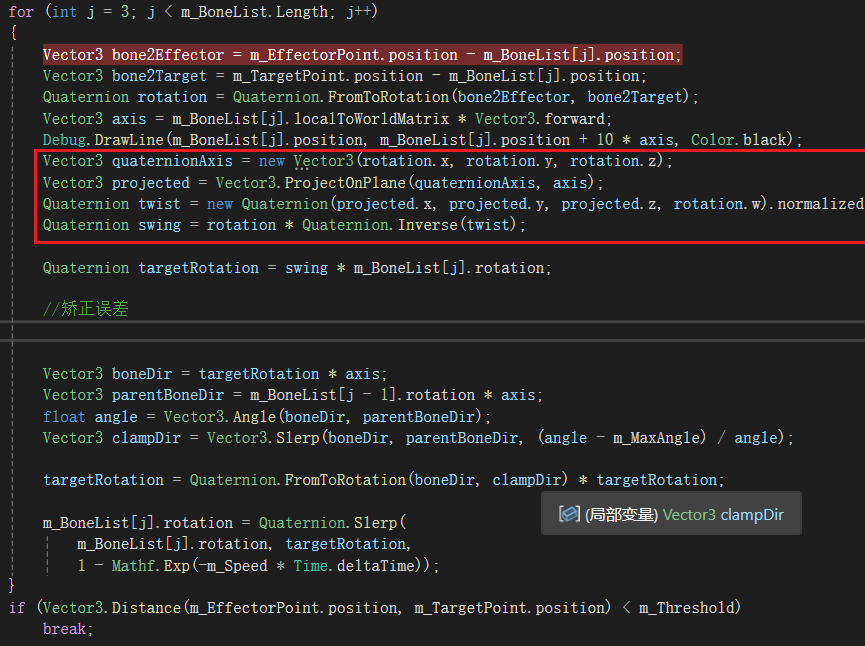 for (int j = 3; j < m_BoneList.Length; j++)
{
Vector3 bone2Effector = m_EffectorPoint.position - m_BoneList[j].position;
Vector3 bone2Target = m_TargetPoint.position - m_BoneList[j].position;
Quaternion rotation = Quaternion.FromToRotation(bone2Effector, bone2Target);
Vector3 axis = m_BoneList[j].localToWorldMatrix * Vector3.forward;
Debug.DrawLine(m_BoneList[j].position, m_BoneList[j].position + 10 * axis, Color.black);
Vector3 quaternionAxis = new Vector3(rotation.x, rotation.y, rotation.z);
Vector3 projected = Vector3.ProjectOnPlane(quaternionAxis, axis);
Quaternion twist = new Quaternion(projected.x, projected.y, projected.z, rotation.w).normalized
Quaternion swing = rotation * Quaternion.Inverse(twist);
Quaternion targetRotation = swing * m_BoneList[j].rotation;
//矫正误差
Vector3 boneDir = targetRotation * axis;
Vector3 parentBoneDir = m_BoneList[j - 1].rotation * axis;
float angle = Vector3.Angle(boneDir, parentBoneDir);
Vector3 clampDir = Vector3.Slerp(boneDir, parentBoneDir, (angle - m_MaxAngle) / angle);
targetRotation = Quaternion.FromToRotation(boneDir, clampDir) * targetRotation;
(局部变量) Vector3 clampDir
m_BoneList[j].rotation = Quaternion.Slerp(
m_BoneList[j].rotation, targetRotation,
1 - Mathf.Exp(-m_Speed * Time.deltaTime));
}
if (Vector3.Distance(m_EffectorPoint.position, m_TargetPoint.position) < m_Threshold)
break;